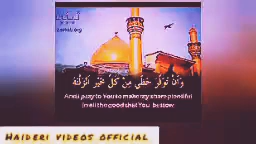 وَأَنْ تُوَفِّرَ حَظِّي مِنْ كُلِّ خَيْرٍ أَنْزَلْتَهُ
And I pray to You to make my share plentiful
in all the good that You bestow
HAIDERI VIDEOS OFFICIAL